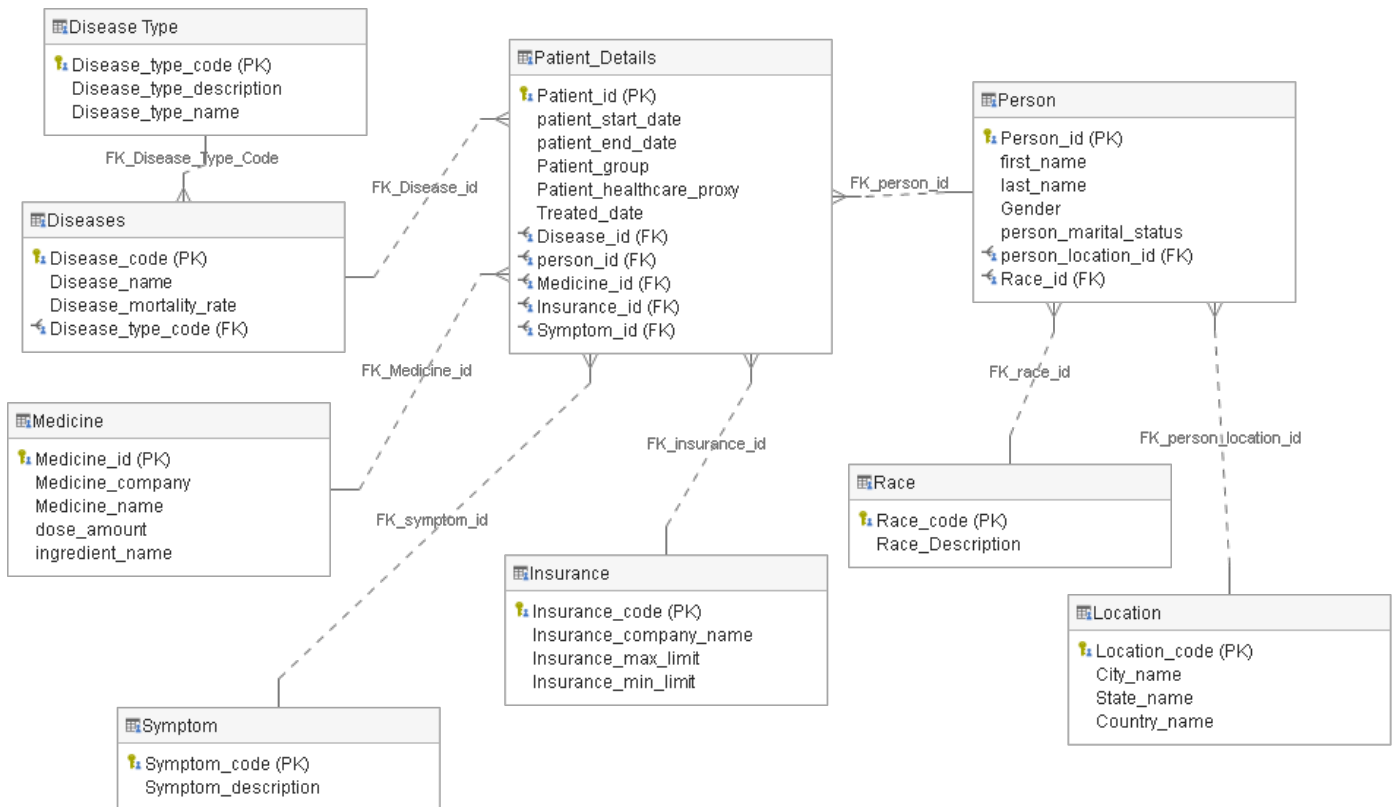 Disease Type
Disease_type_code (PK)
Disease_type_description
Disease_type_name
FK_Disease_Type_Code
Diseases
Disease_code (PK)
Disease_name
Disease_mortality_rate
Disease_type_code (FK)
Medicine
Medicine_id (PK)
Medicine_company
Medicine_name
dose_amount
ingredient_name
Symptom
Symptom_code (PK)
Symptom_description
FK_Disease_id
FK_Medicine_id
FK_symptom_id
Patient_Details
Patient_id (PK)
patient_start_date
patient_end_date
Patient_group
Patient_healthcare_proxy
Treated_date
Disease_id (FK)
person_id (FK)
Medicine_id (FK)
Insurance_id (FK)
Symptom_id (FK)
FK_insurance_id
Insurance
Insurance_code (PK)
Insurance_company_name
Insurance_max_limit
Insurance_min_limit
FK_person_id
Person
Person_id (PK)
first_name
last_name
Gender
person_marital_status
person_location_id (FK)
Race_id (FK)
FK_race_id
FK_person_location_id
Race
Race_code (PK)
Race_Description
Location
Location_code (PK)
City_name
State_name
Country_name